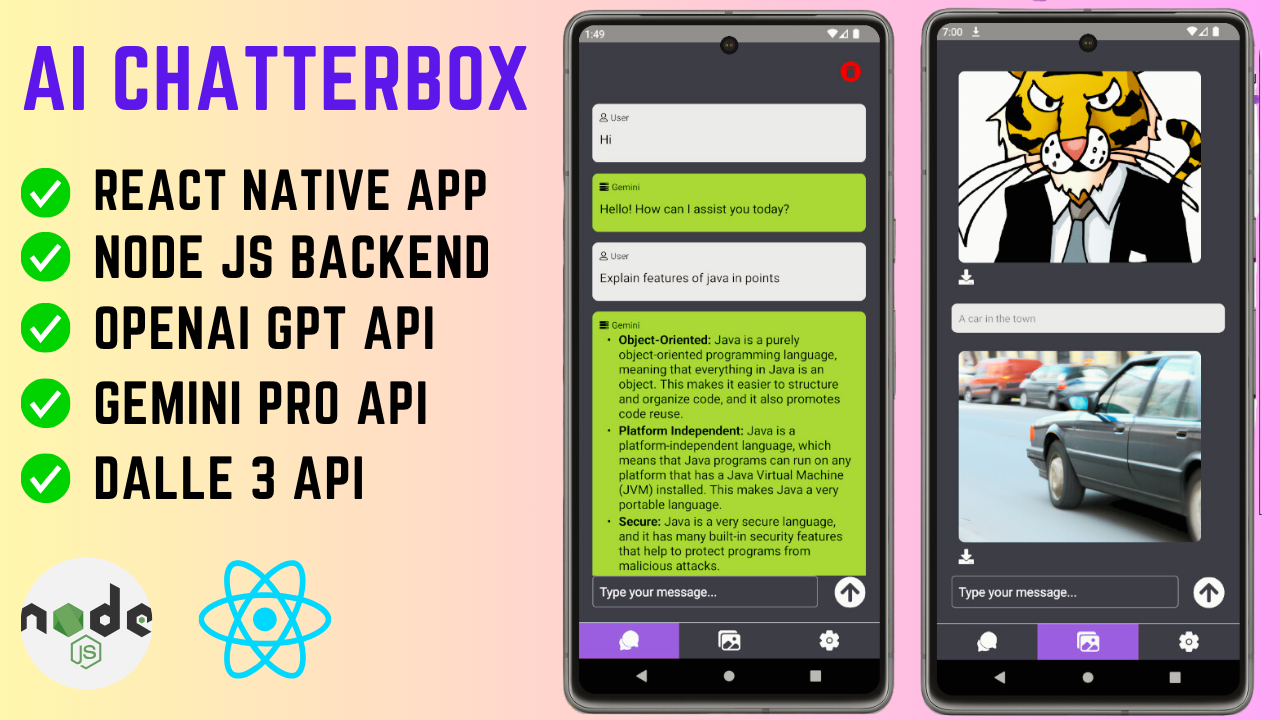 AI CHATTERBOX
REACT NATIVE APP
NODE JS BACKEND
OPENAI GPT API
GEMINI PRO API
DALLE 3 API
node
JS
1:49
User
Hi
Gemini
Hello! How can I assist you today?
User
Explain features of java in points
Gemini
• Object-Oriented: Java is a purely
object-oriented programming language,
meaning that everything in Java is an
object. This makes it easier to structure
and organize code, and it also promotes
code reuse.
• Platform Independent: Java is a
platform-independent language, which
means that Java programs can run on any
platform that has a Java Virtual Machine
(JVM) installed. This makes Java a very
portable language.
• Secure: Java is a very secure language,
and it has many built-in security features
that help to protect programs from
malicious attacks.
Type your message...
7:00
A car in the town
Type your message...